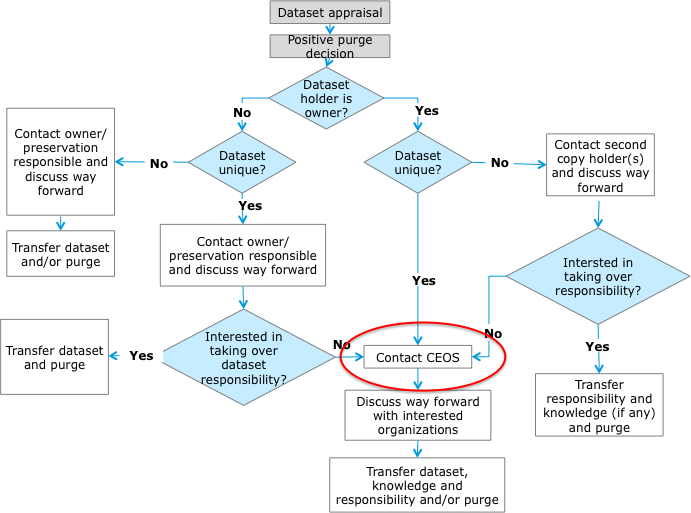 Dataset appraisal
Positive purge
decision
Dataset
holder is
owner?
No
Yes
Contact owner/
preservation
responsible and
discuss way
forward
No
Dataset
unique?
Dataset
unique?
No
Contact second
copy holder(s)
and discuss way
forward
Yes
Transfer dataset
and/or purge
Contact owner/
preservation responsible
and discuss way forward
Yes
Intersted in
taking over
responsibility?
Transfer dataset
and purge
Yes
Interested in
taking over
dataset
responsibility?
No
Contact CEOS
No
Yes
Discuss way forward
with interested
organizations
Transfer
responsibility and
knowledge (if any)
and purge
Transfer dataset,
knowledge and
responsibility and/or purge